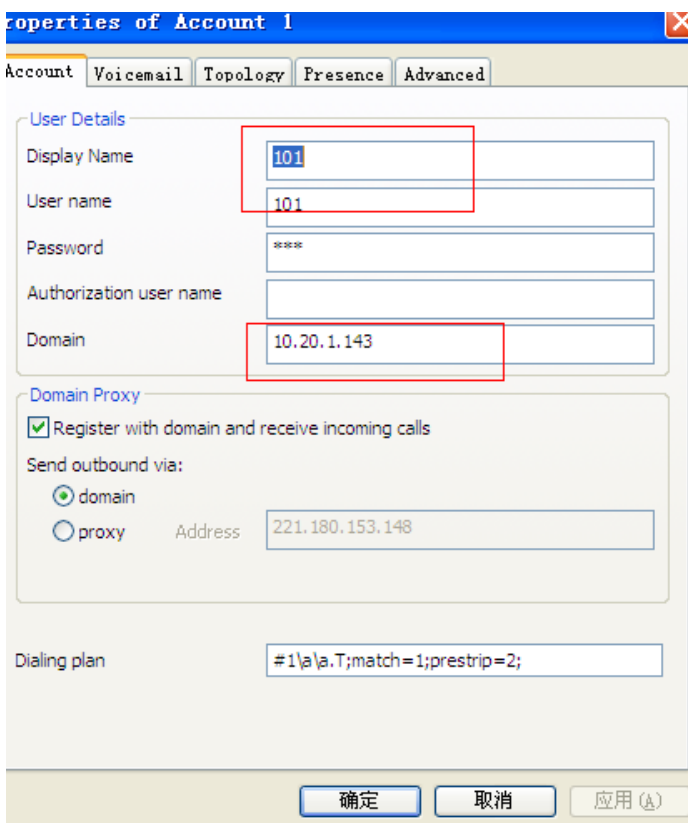 roperties of Account 1
Account Voicemail Topology Presence Advanced
User Details
Display Name 101
User name 101
Password ***
Authorization user name
Domain 10.20.1.143
Domain Proxy
Register with domain and receive incoming calls
Send outbound via:
domain
proxy Address 221.180.153.148
Dialing plan #1\a\a.T;match=1;prestrip=2;
确定 取消 应用(A)